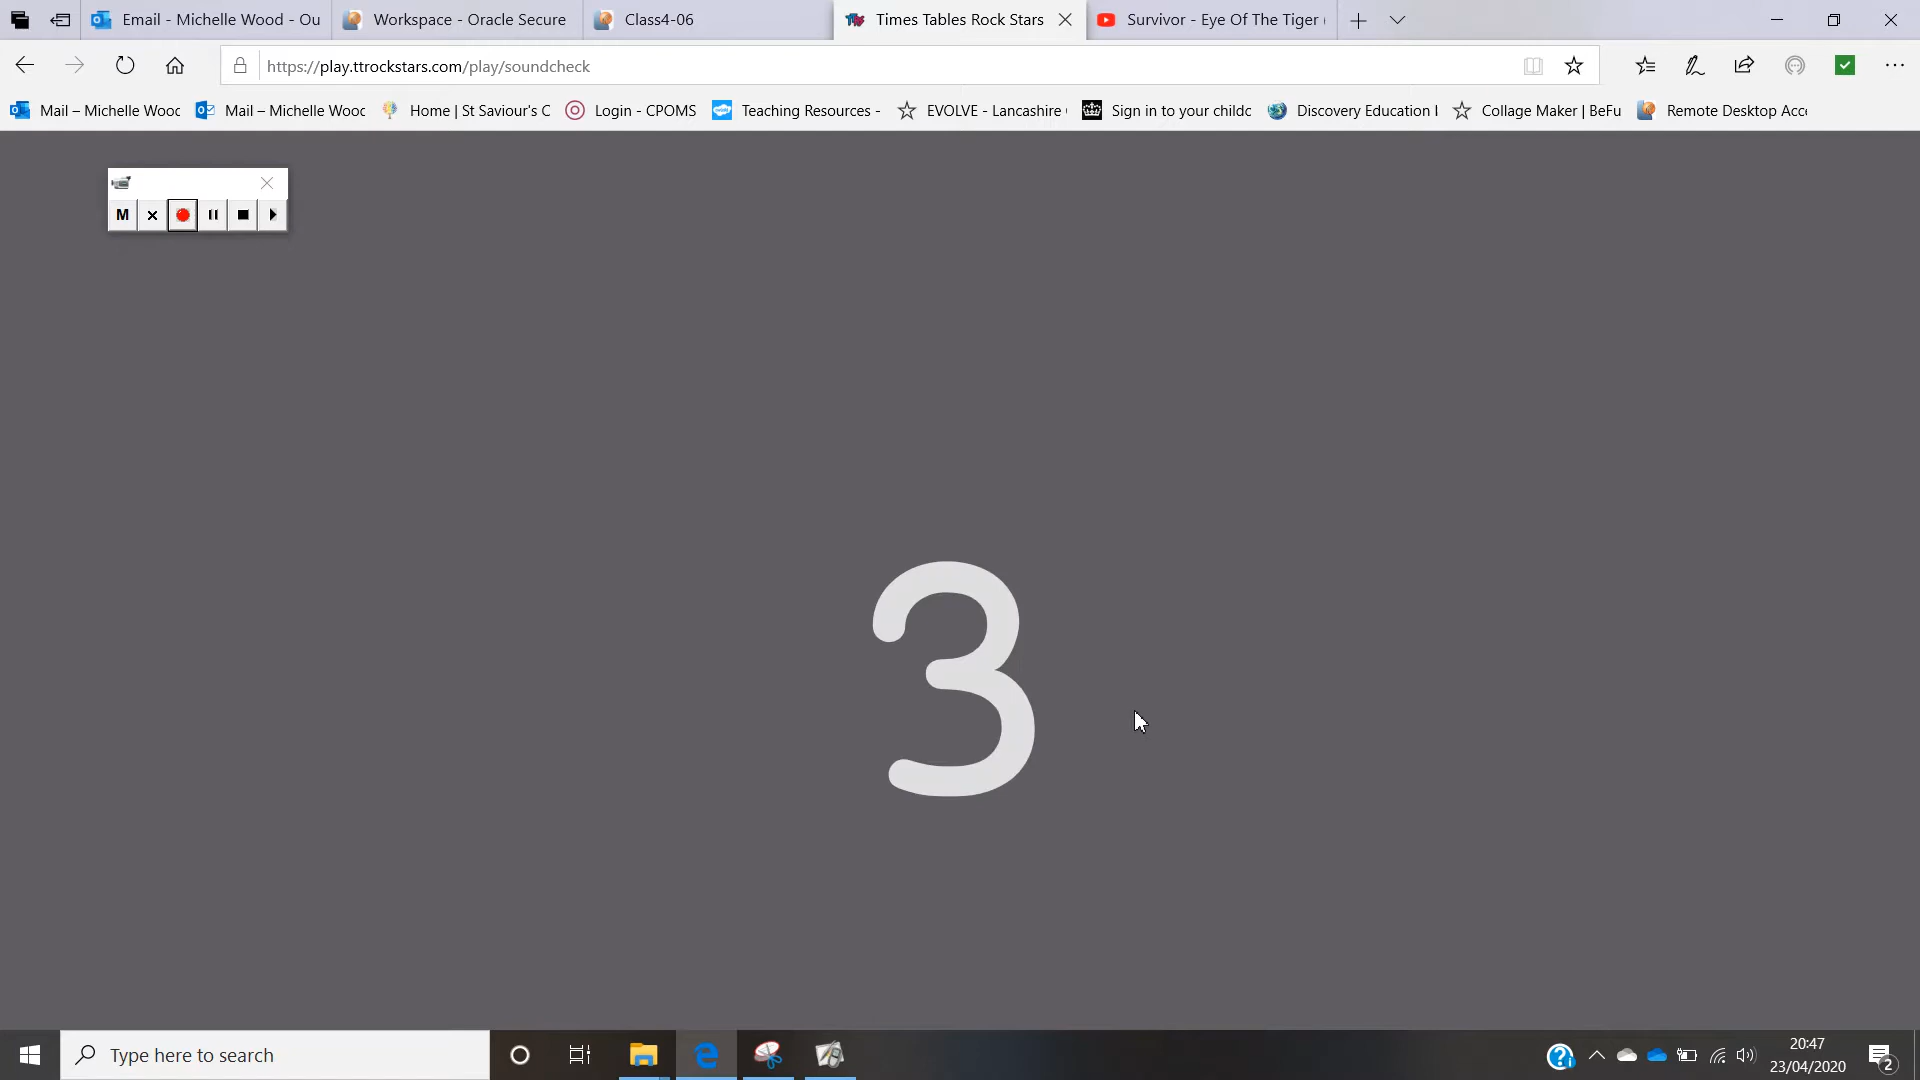 Email - Michelle Wood - Ou
Workspace - Oracle Secure
Class4-06
Times Tables Rock Stars
Survivor - Eye Of The Tiger (
https://play.ttrockstars.com/play/soundcheck
Mail – Michelle Wooc
Mail – Michelle Wooc
Home | St Saviour's C
Login - CPOMS
Teaching Resources -
EVOLVE - Lancashire
Sign in to your childc
Discovery Education
Collage Maker | BeFu
Remote Desktop Acc
M
3
Type here to search
20:47
23/04/2020
2